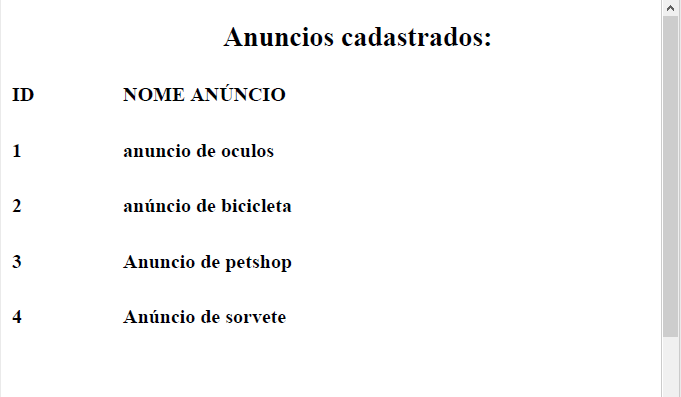 Anuncios cadastrados:
ID NOME ANÚNCIO
1 anuncio de oculos
2 anúncio de bicicleta
3 Anuncio de petshop
4 Anúncio de sorvete